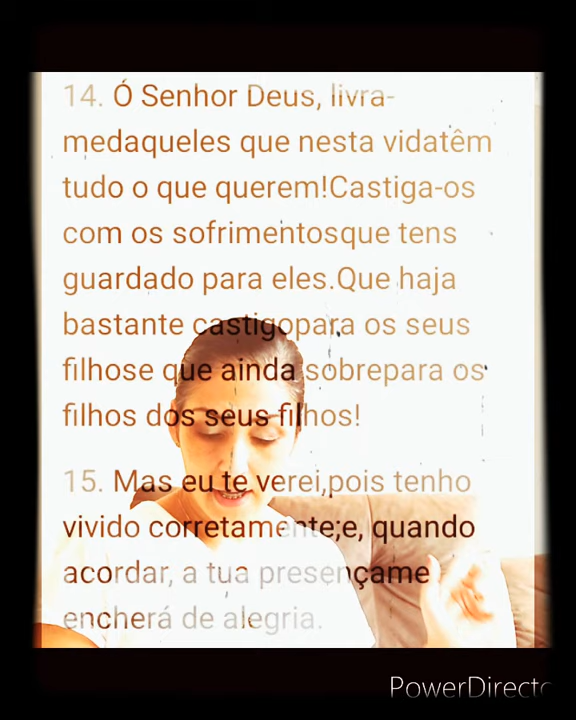 14. Ó Senhor Deus, livra-
medaqueles que nesta vidatêm
tudo o que querem!Castiga-os
com os sofrimentosque tens
guardado para eles.Que haja
bastante castigopara os seus
filhose que ainda sobrepara os
filhos dos seus filhos!
15. Mas eu te verei,pois tenho
vivido corretamente;e, quando
acordar, a tua presençame
encherá de alegria.
PowerDirecto